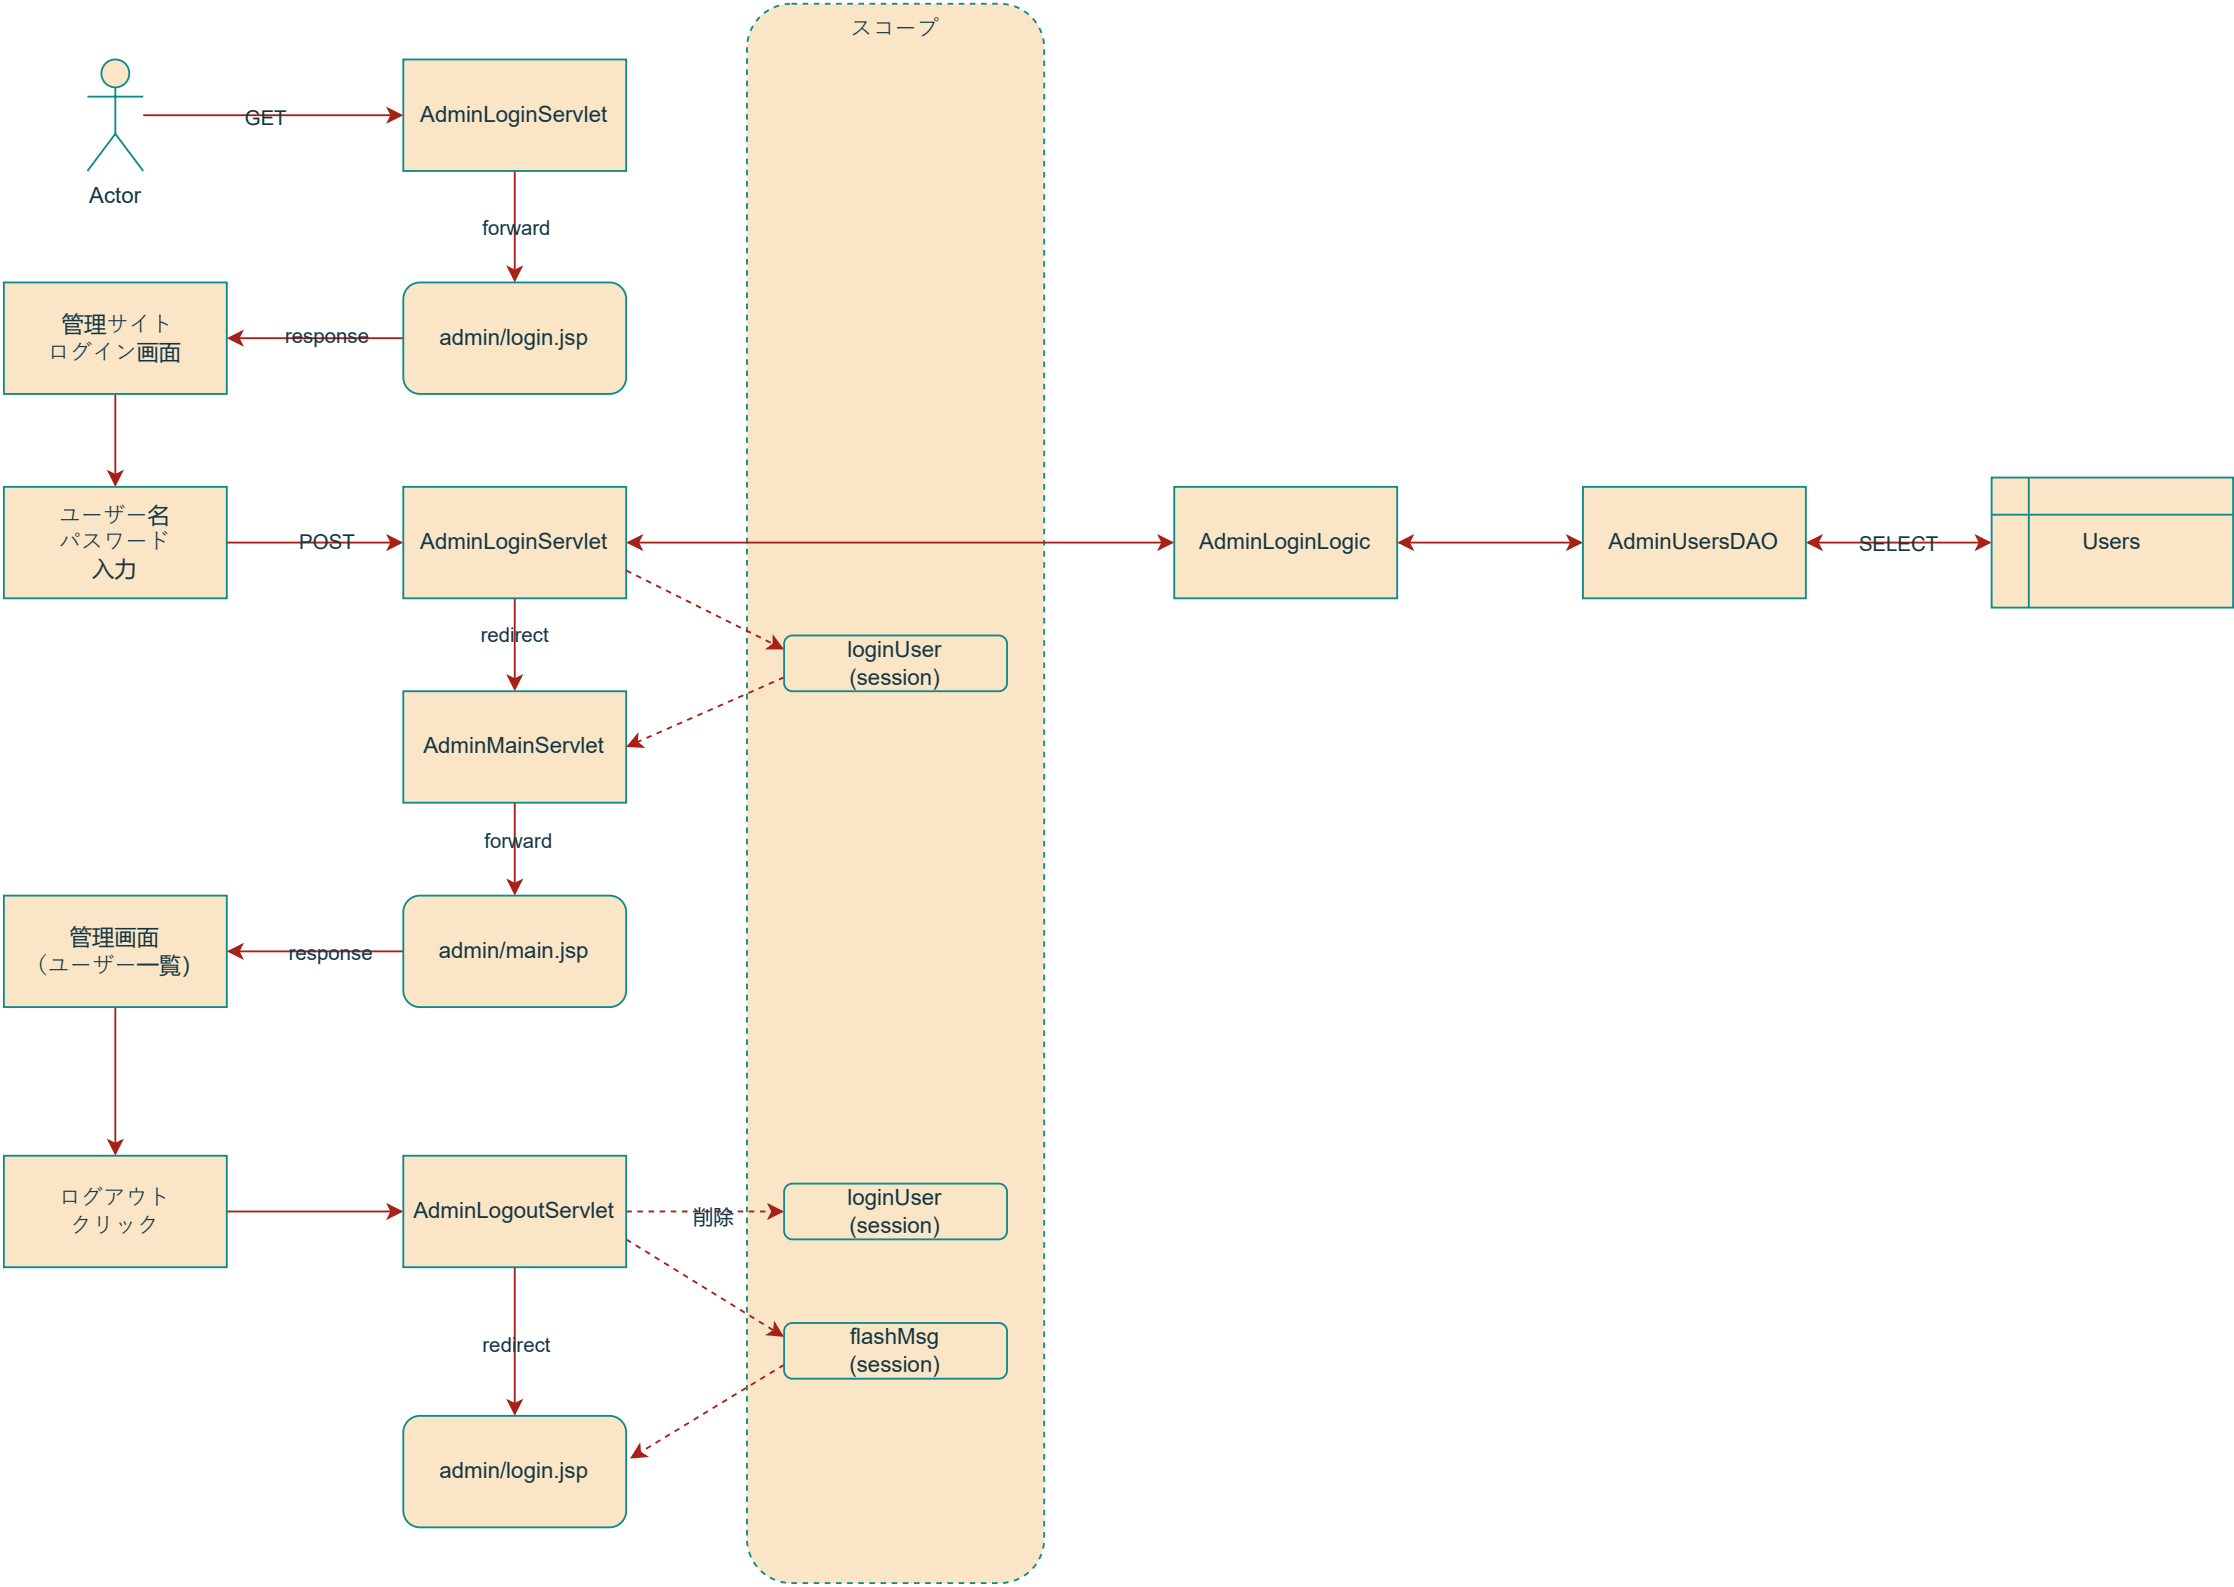 スコープ
GET
AdminLoginServlet
Actor
forward
管理サイト
ログイン画面
response
admin/login.jsp
ユーザー名
パスワード
入力
POST
AdminLoginServlet
AdminLoginLogic
AdminUsersDAO
SELECT
Users
redirect
loginUser
(session)
AdminMainServlet
forward
管理画面
（ユーザー一覧)
response
admin/main.jsp
ログアウト
クリック
AdminLogoutServlet
削除
loginUser
(session)
redirect
flashMsg
(session)
admin/login.jsp